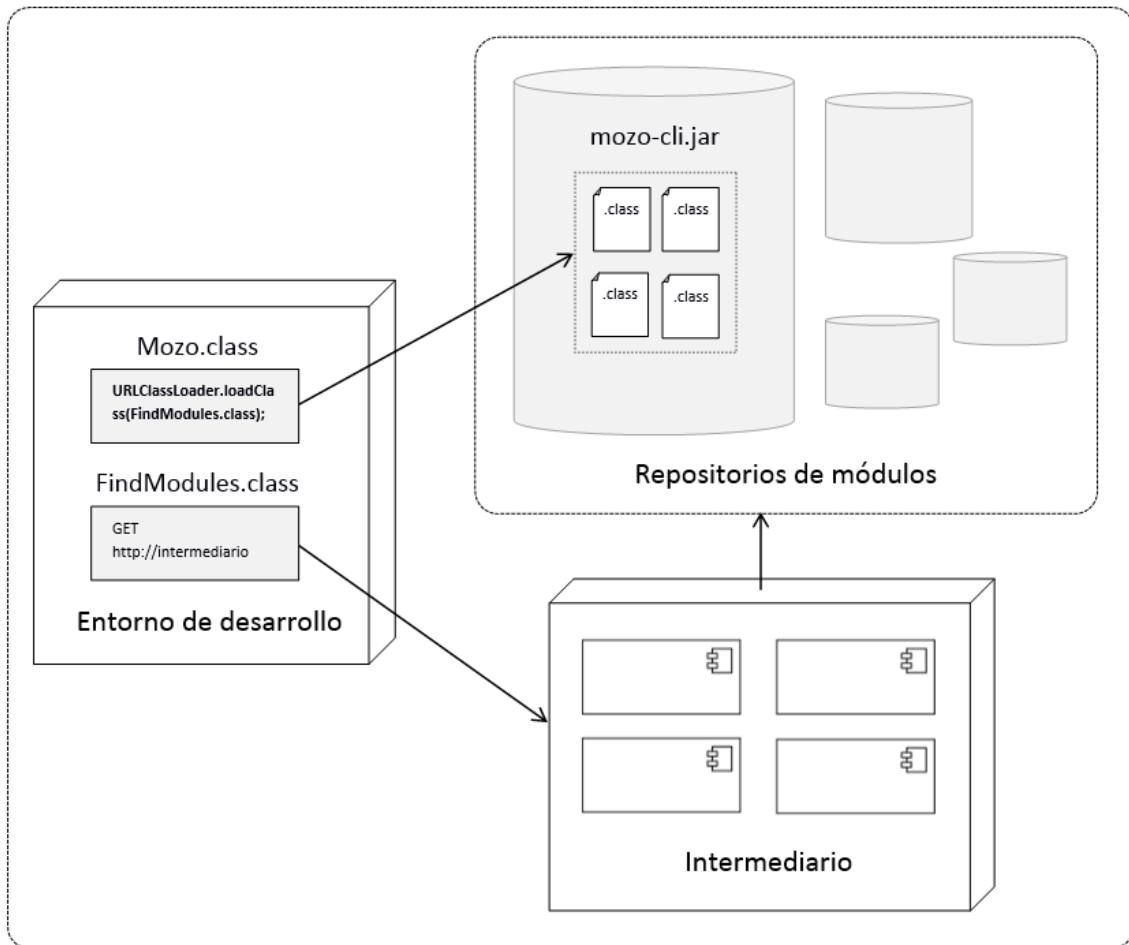 mozo-cli.jar
.class
.class
.class
.class
Repositorios de módulos
Mozo.class
URLClassLoader.loadCla
ss(FindModules.class);
FindModules.class
GET
http://intermediario
Entorno de desarrollo
Intermediario